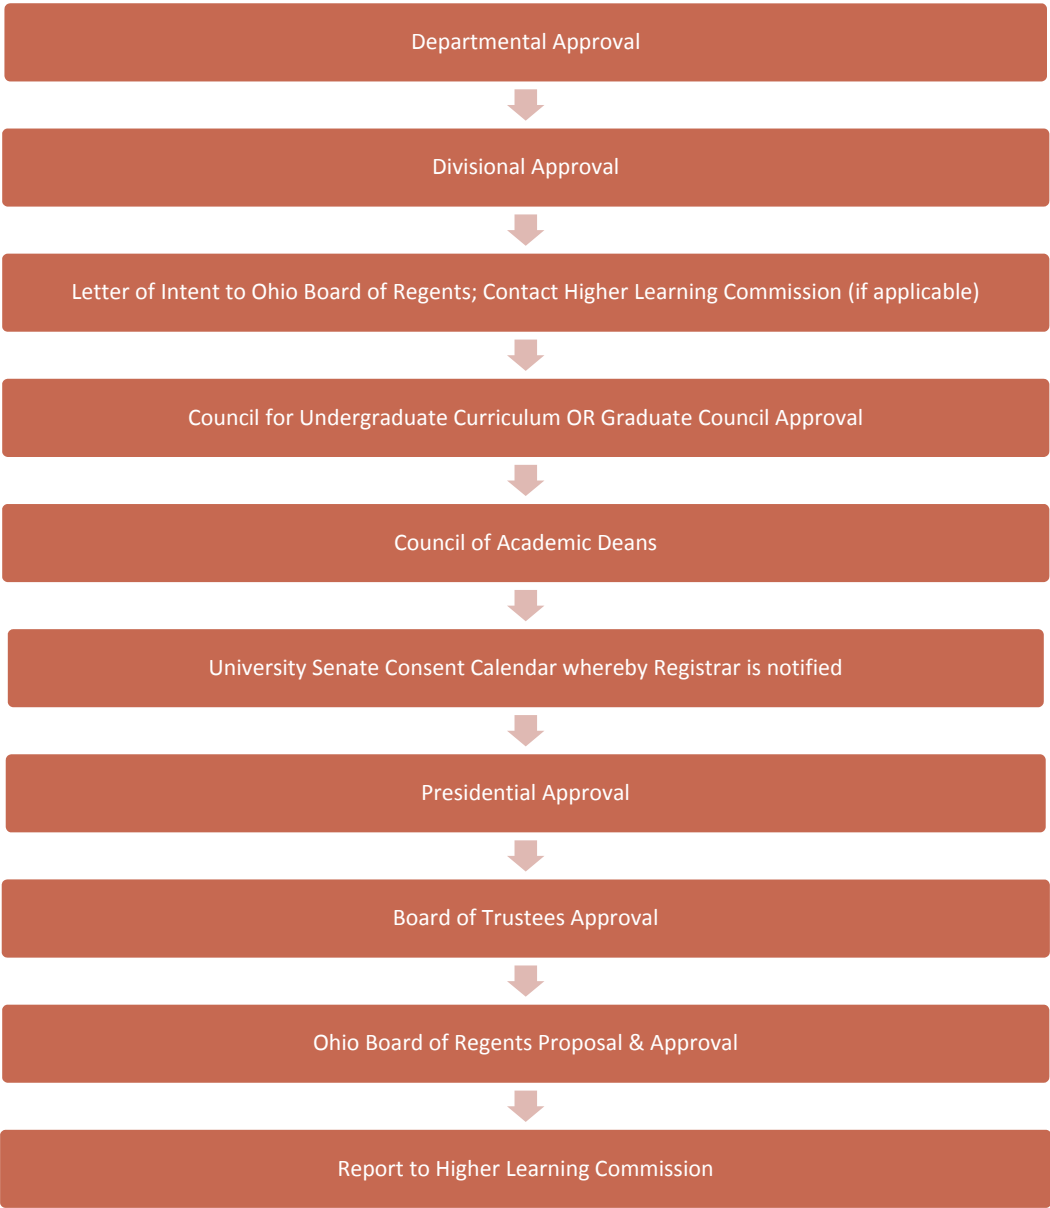 Departmental Approval
Divisional Approval
Letter of Intent to Ohio Board of Regents; Contact Higher Learning Commission (if applicable)
Council for Undergraduate Curriculum OR Graduate Council Approval
Council of Academic Deans
University Senate Consent Calendar whereby Registrar is notified
Presidential Approval
Board of Trustees Approval
Ohio Board of Regents Proposal & Approval
Report to Higher Learning Commission